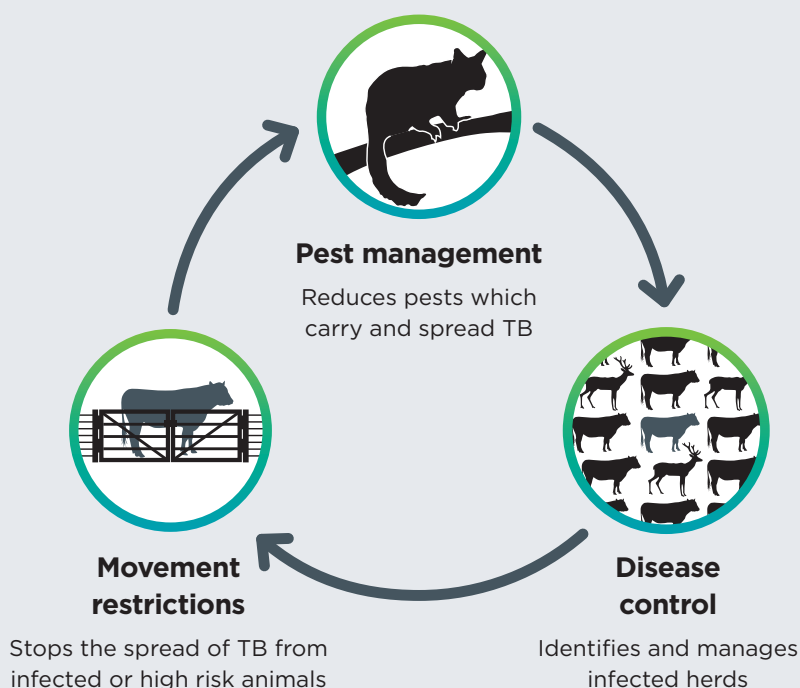 Pest management
Reduces pests which
carry and spread TB
Movement
restrictions
Stops the spread of TB from
infected or high risk animals
Disease
control
Identifies and manages
infected herds